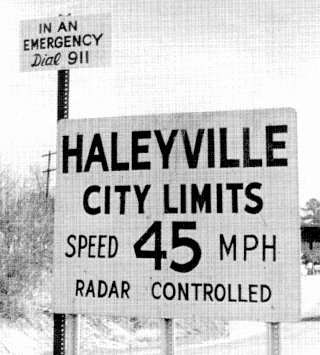 IN AN
EMERGENCY
Dial 911
HALEYVILLE
CITY LIMITS
SPEED 45 MPH
RADAR CONTROLLED